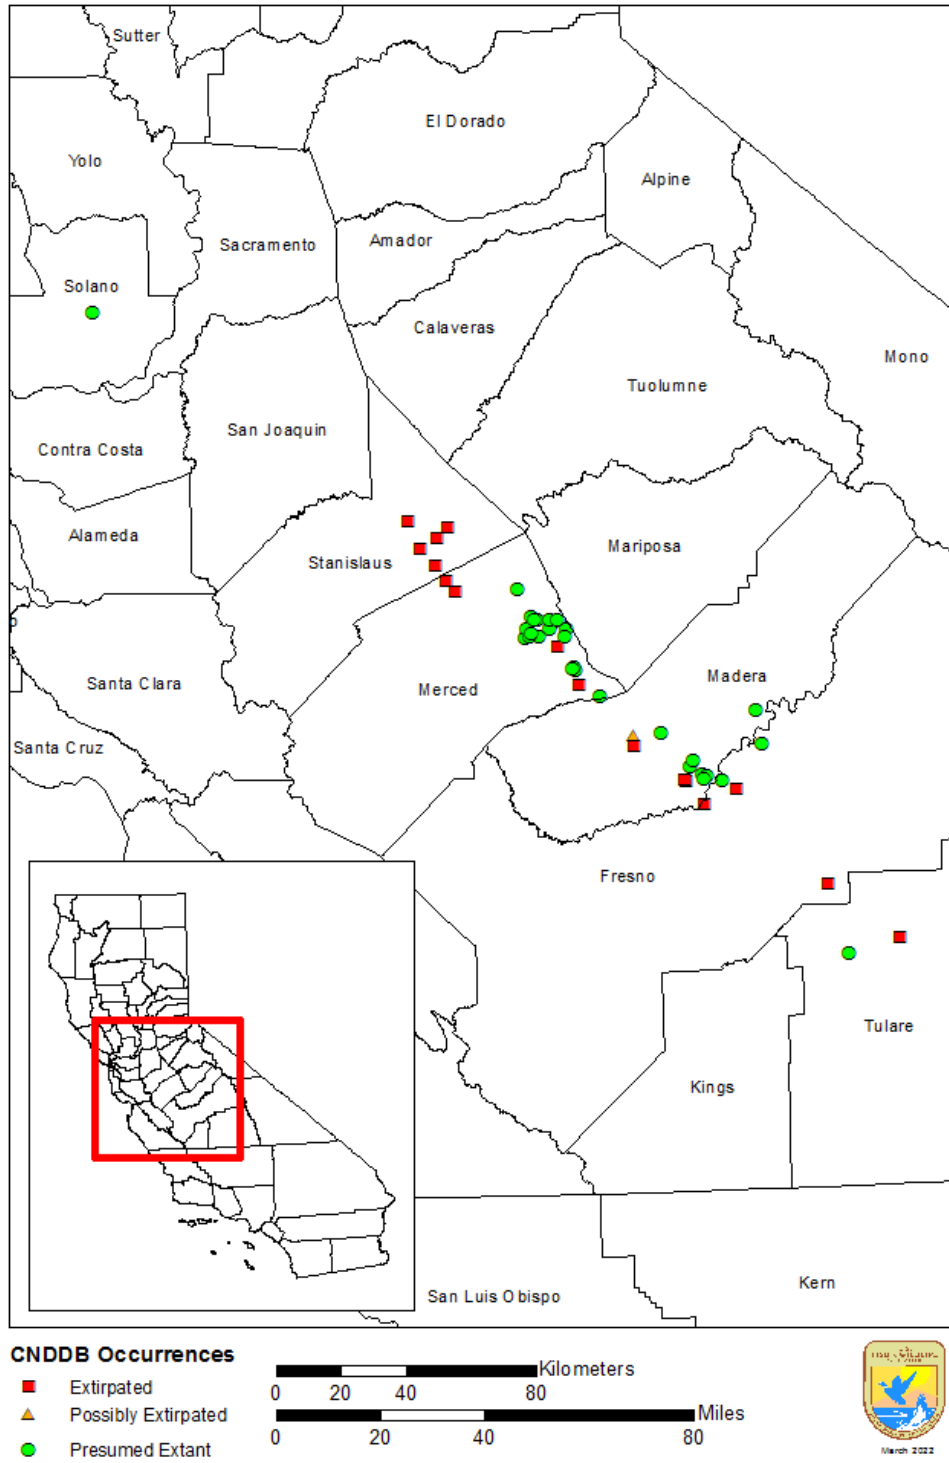 Sutter
El Dorado
Yolo
Alpine
Sacramento
Amador
Solano
Calaveras
Mono
Tuolumne
San Joaquin
Contra Costa
Alameda
Mariposa
Stanislaus
Santa Clara
Merced
Madera
Santa Cruz
Fresno
Tulare
Kings
Kern
San Luis Obispo
CNDDB Occurrences
Extirpated
Possibly Extirpated
Presumed Extant
Kilometers
0 20 40 80
Miles
0 20 40 80
March 2022